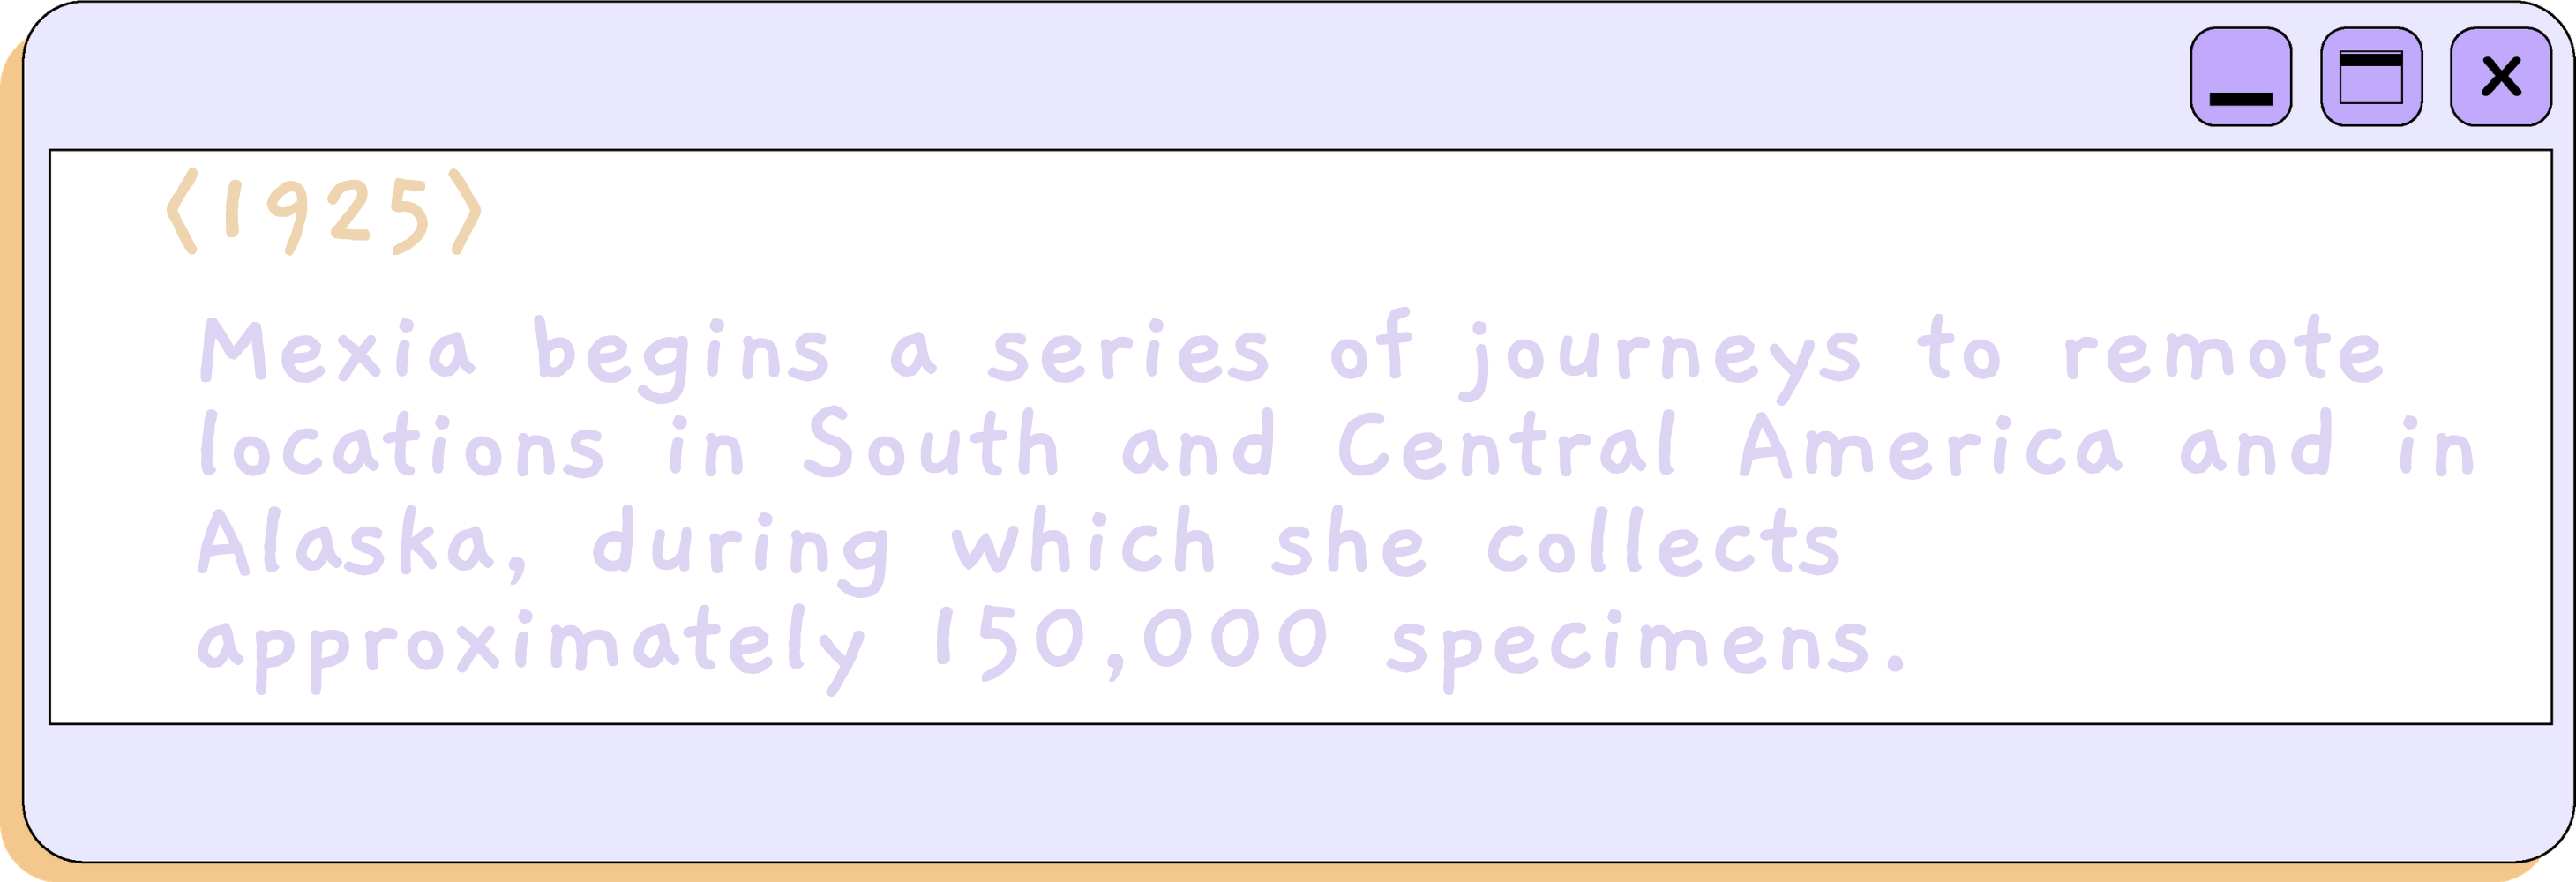 ⟨1925⟩
Mexia begins a series of journeys to remote
locations in South and Central America and in
Alaska, during which she collects
approximately 150,000 specimens.